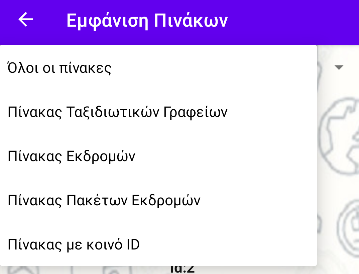 Εμφάνιση Πινάκων
Όλοι οι πίνακες
Πίνακας Ταξιδιωτικών Γραφείων
Πίνακας Εκδρομών
Πίνακας Πακέτων Εκδρομών
Πίνακας με κοινό ID
Id:2